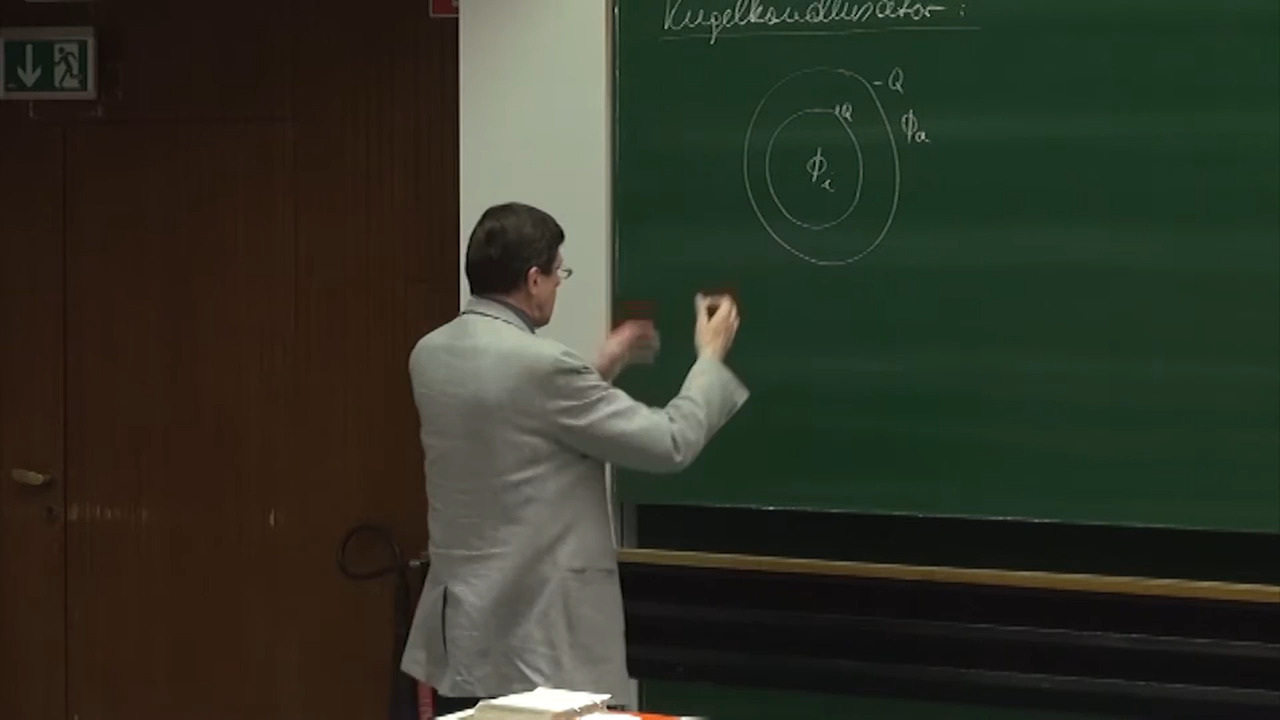 Kugelkondensator:
-Q
+Q
ϕa
ϕi